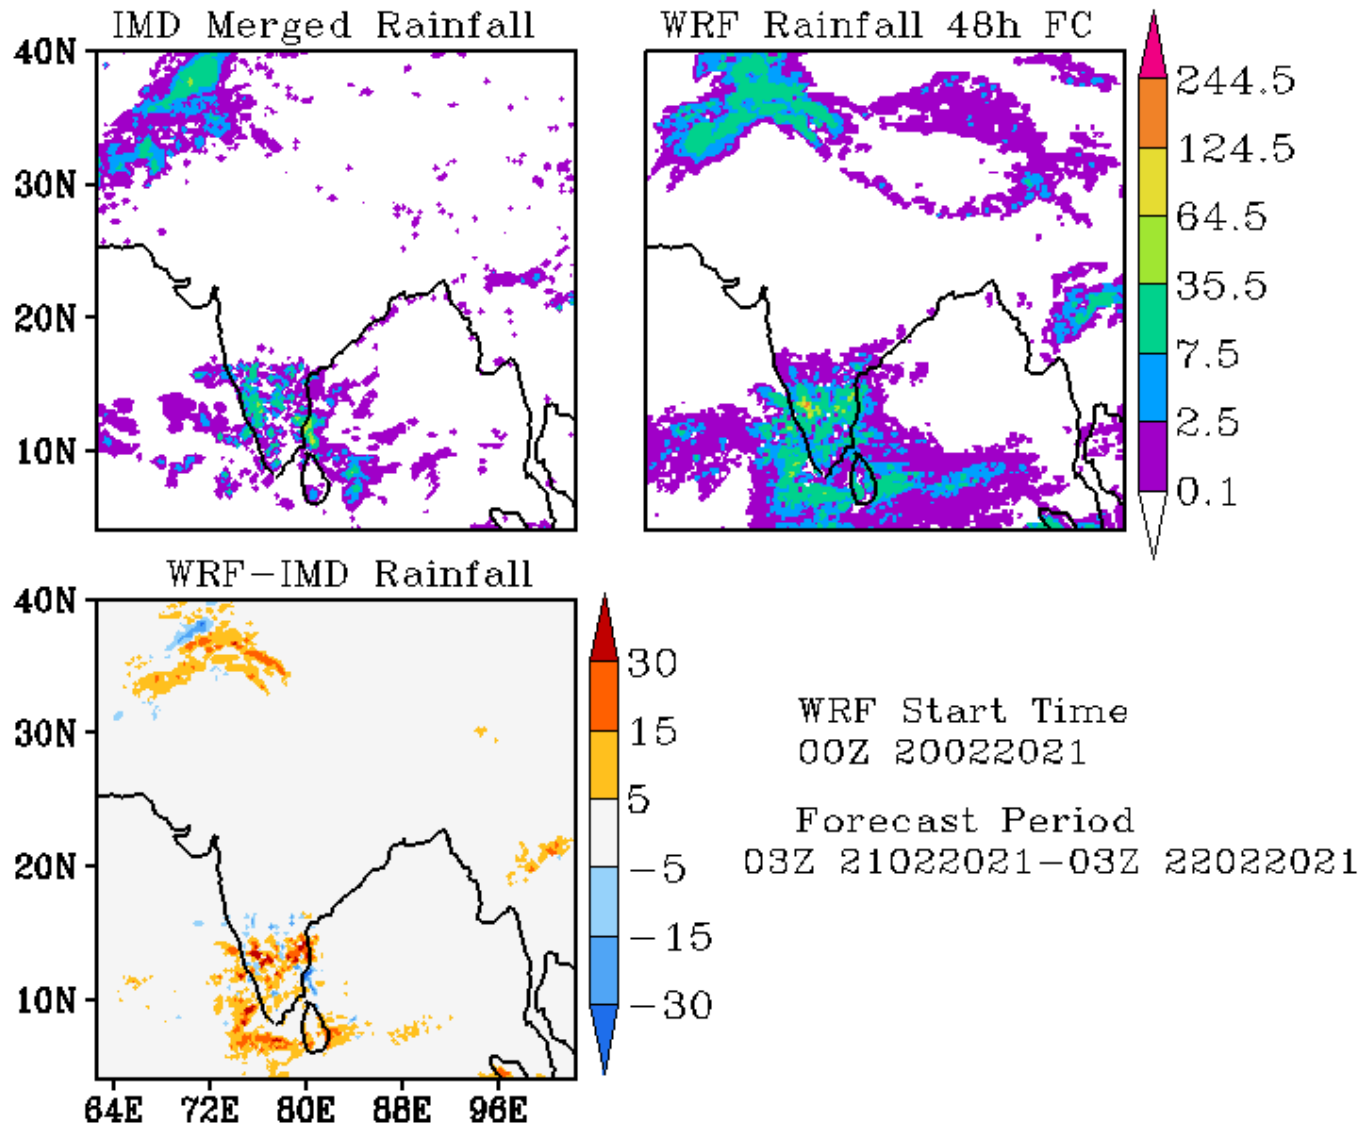 IMD Merged Rainfall
WRF Rainfall 48h FC
40N
30N
20N
10N
244.5
124.5
64.5
35.5
7.5
2.5
0.1
WRF-IMD Rainfall
40N
30N
20N
10N
64E 72E 80E 88E 96E
30
15
5
-5
-15
-30
WRF Start Time
00Z 20022021
Forecast Period
03Z 21022021-03Z 22022021